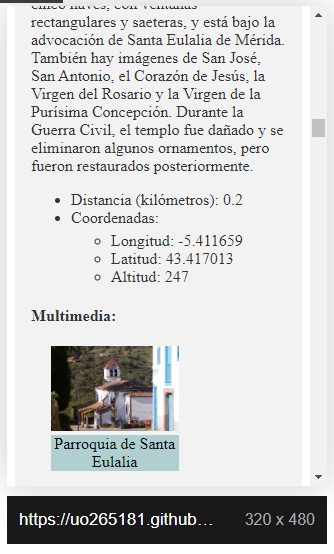 cinco naves, con ventanas
rectangulares y saeteras, y está bajo la
advocación de Santa Eulalia de Mérida.
También hay imágenes de San José,
San Antonio, el Corazón de Jesús, la
Virgen del Rosario y la Virgen de la
Purísima Concepción. Durante la
Guerra Civil, el templo fue dañado y se
eliminaron algunos ornamentos, pero
fueron restaurados posteriormente.
Distancia (kilómetros): 0.2
Coordenadas:
Longitud: -5.411659
Latitud: 43.417013
Altitud: 247
Multimedia:
Parroquia de Santa
Eulalia
https://uo265181.github…
320 x 480